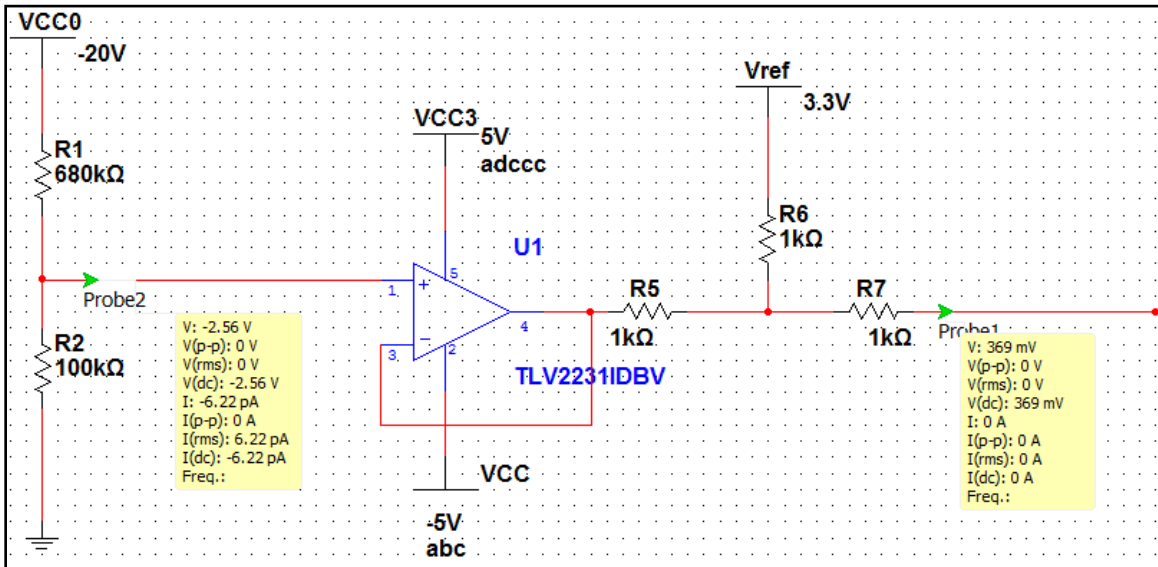 VCC0
-20V
R1
680kΩ
Probe2
R2
100kΩ
V: -2.56 V
V(p-p): 0 V
V(rms): 0 V
V(dc): -2.56 V
I: -6.22 pA
I(p-p): 0 A
I(rms): 6.22 pA
I(dc): -6.22 pA
Freq.:
VCC3
5V
adccc
U1
1
+
5
3
−
2
4
TLV2231IDBV
VCC
-5V
abc
R5
1kΩ
Vref
3.3V
R6
1kΩ
R7
1kΩ
Probe1
V: 369 mV
V(p-p): 0 V
V(rms): 0 V
V(dc): 369 mV
I: 0 A
I(p-p): 0 A
I(rms): 0 A
I(dc): 0 A
Freq.: